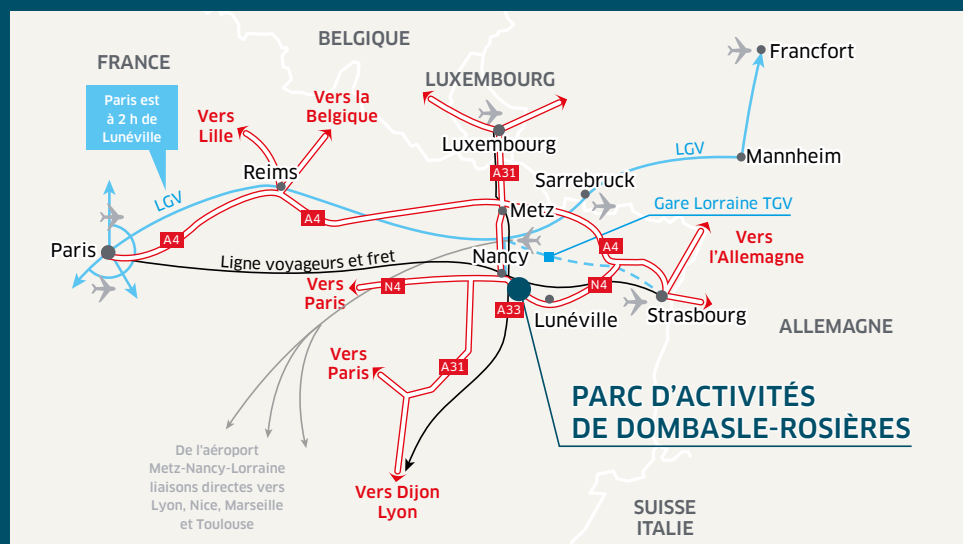 BELGIQUE
FRANCE
LUXEMBOURG
Francfort
Paris est
à 2 h de
Lunéville
Vers
Lille
Vers la
Belgique
Luxembourg
LGV
Mannheim
A31
Reims
Sarrebruck
LGV
Metz
Gare Lorraine TGV
A4
A4
A4
Vers
l'Allemagne
Paris
Nancy
Ligne voyageurs et fret
Vers
Paris
N4
N4
A33
Lunéville
Strasbourg
ALLEMAGNE
Vers
Paris
A31
PARC D'ACTIVITÉS
DE DOMBASLE-ROSIÈRES
De l'aéroport
Metz-Nancy-Lorraine
liaisons directes vers
Lyon, Nice, Marseille
et Toulouse
Vers Dijon
Lyon
SUISSE
ITALIE